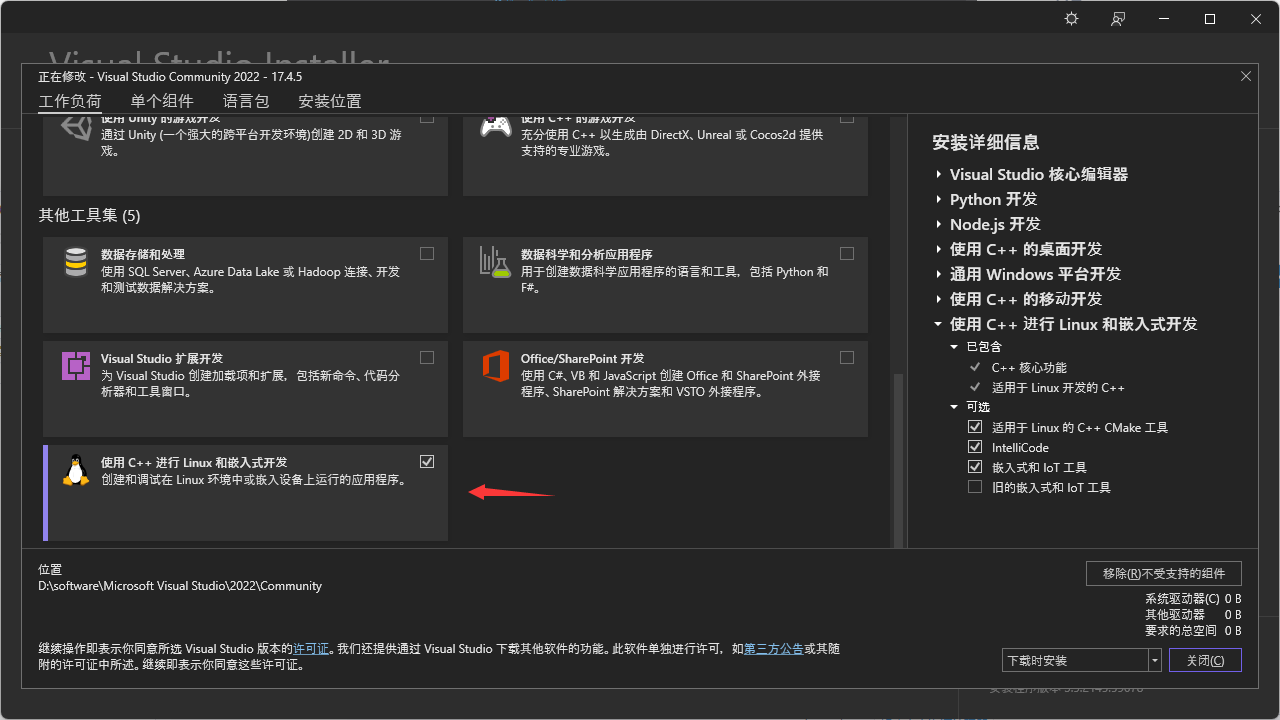 Visual Studio Installer
正在修改 - Visual Studio Community 2022 - 17.4.5
工作负荷 单个组件 语言包 安装位置
使用 Unity 的游戏开发
通过 Unity (一个强大的跨平台开发环境)创建 2D 和 3D 游
戏。
使用 C++ 的游戏开发
充分使用 C++ 以生成由 DirectX、Unreal 或 Cocos2d 提供
支持的专业游戏。
其他工具集 (5)
数据存储和处理
使用 SQL Server、Azure Data Lake 或 Hadoop 连接、开发
和测试数据解决方案。
数据科学和分析应用程序
用于创建数据科学应用程序的语言和工具，包括 Python 和
F#。
Visual Studio 扩展开发
为 Visual Studio 创建加载项和扩展，包括新命令、代码分
析器和工具窗口。
Office/SharePoint 开发
使用 C#、VB 和 JavaScript 创建 Office 和 SharePoint 外接
程序、SharePoint 解决方案和 VSTO 外接程序。
使用 C++ 进行 Linux 和嵌入式开发
创建和调试在 Linux 环境中或嵌入设备上运行的应用程序。
安装详细信息
Visual Studio 核心编辑器
Python 开发
Node.js 开发
使用 C++ 的桌面开发
通用 Windows 平台开发
使用 C++ 的移动开发
使用 C++ 进行 Linux 和嵌入式开发
已包含
C++ 核心功能
适用于 Linux 开发的 C++
可选
适用于 Linux 的 C++ CMake 工具
IntelliCode
嵌入式和 IoT 工具
旧的嵌入式和 IoT 工具
位置
D:\software\Microsoft Visual Studio\2022\Community
继续操作即表示你同意所选 Visual Studio 版本的许可证。我们还提供通过 Visual Studio 下载其他软件的功能。此软件单独进行许可，如第三方公告或其随
附的许可证中所述。继续即表示你同意这些许可证。
移除(R)不受支持的组件
系统驱动器(C) 0 B
其他驱动器 0 B
要求的总空间 0 B
下载时安装
关闭(C)